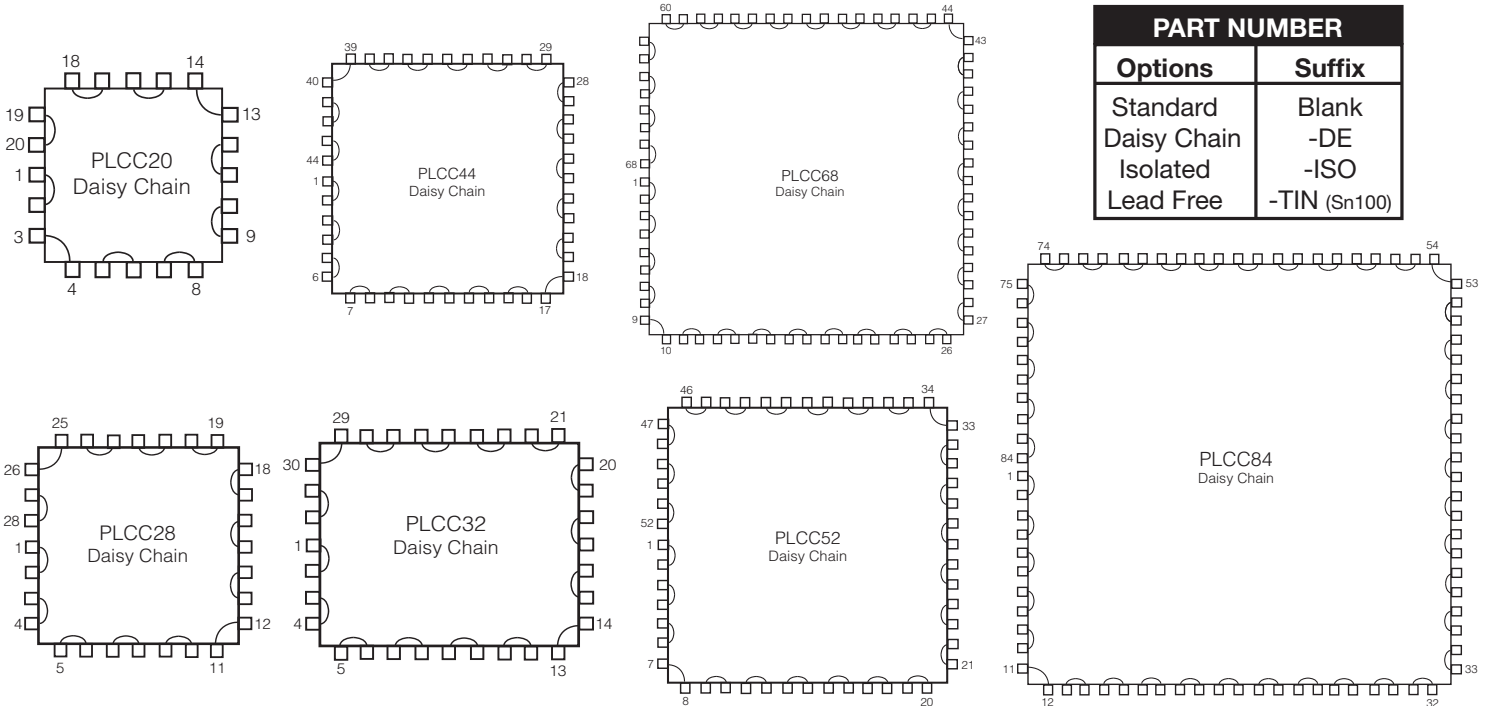 18 14
19 13
20
1
3 9
4 8
PLCC20
Daisy Chain
39 29
40 28
44
1
6 18
7 17
PLCC44
Daisy Chain
60 44
43
68
1
9 27
10 26
PLCC68
Daisy Chain
PART NUMBER
Options Suffix
Standard Blank
Daisy Chain -DE
Isolated -ISO
Lead Free -TIN (Sn100)
25 19
26 18
28
1
4 12
5 11
PLCC28
Daisy Chain
29 21
30 20
1
4 14
5 13
PLCC32
Daisy Chain
46 34
47 33
52
1
7 21
8 20
PLCC52
Daisy Chain
74 54
75 53
84
1
11 33
12 32
PLCC84
Daisy Chain